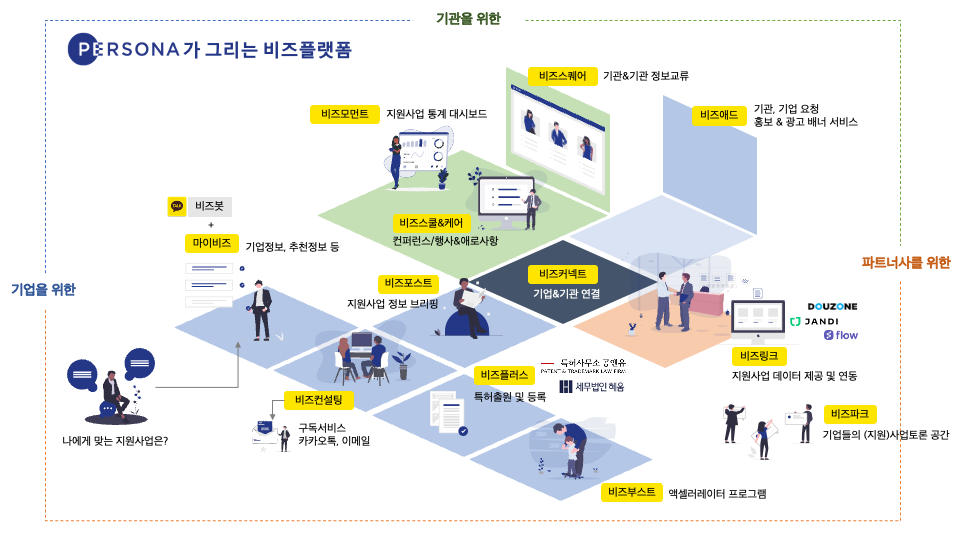 기관을 위한
PERSONA가 그리는 비즈플랫폼
비즈스퀘어
기관&기관 정보교류
비즈모먼트
지원사업 통계 대시보드
비즈애드
기관, 기업 요청
홍보 & 광고 배너 서비스
TALK
비즈봇
+
마이비즈
기업정보, 추천정보 등
비즈스쿨&케어
컨퍼런스/행사&애로사항
비즈커넥트
기업&기관 연결
파트너사를 위한
기업을 위한
비즈포스트
지원사업 정보 브리핑
DOUZONE
JANDI
flow
비즈링크
지원사업 데이터 제공 및 연동
특허사무소 공앤유
PATENT & TRADEMARK LAW FIRM
비즈플러스
특허출원 및 등록
세무법인 혜움
비즈컨설팅
구독서비스
카카오톡, 이메일
나에게 맞는 지원사업은?
비즈파크
기업들의 (지원)사업토론 공간
비즈부스트
액셀러레이터 프로그램